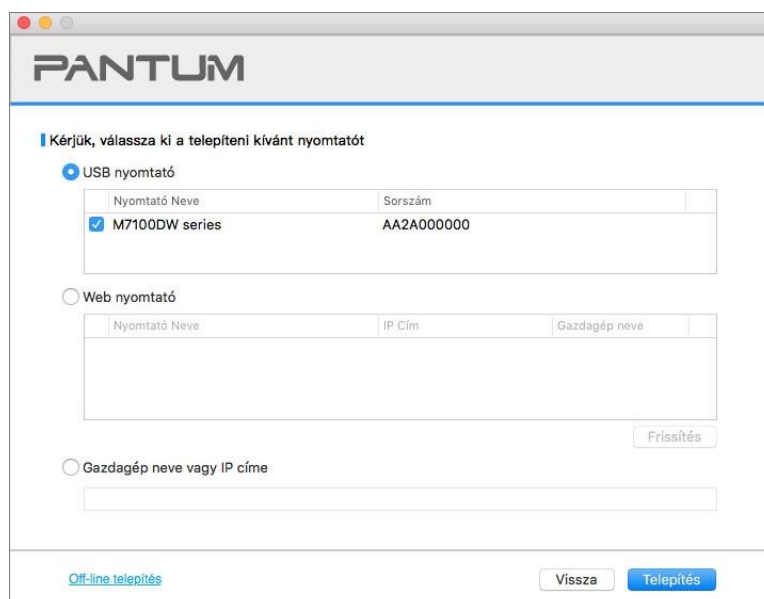 PANTUM
Kérjük, válassza ki a telepíteni kívánt nyomtatót
USB nyomtató
Nyomtató Neve Sorszám
M7100DW series AA2A000000
Web nyomtató
Nyomtató Neve IP Cím Gazdagép neve
Frissítés
Gazdagép neve vagy IP címe
Off-line telepítés Vissza Telepítés